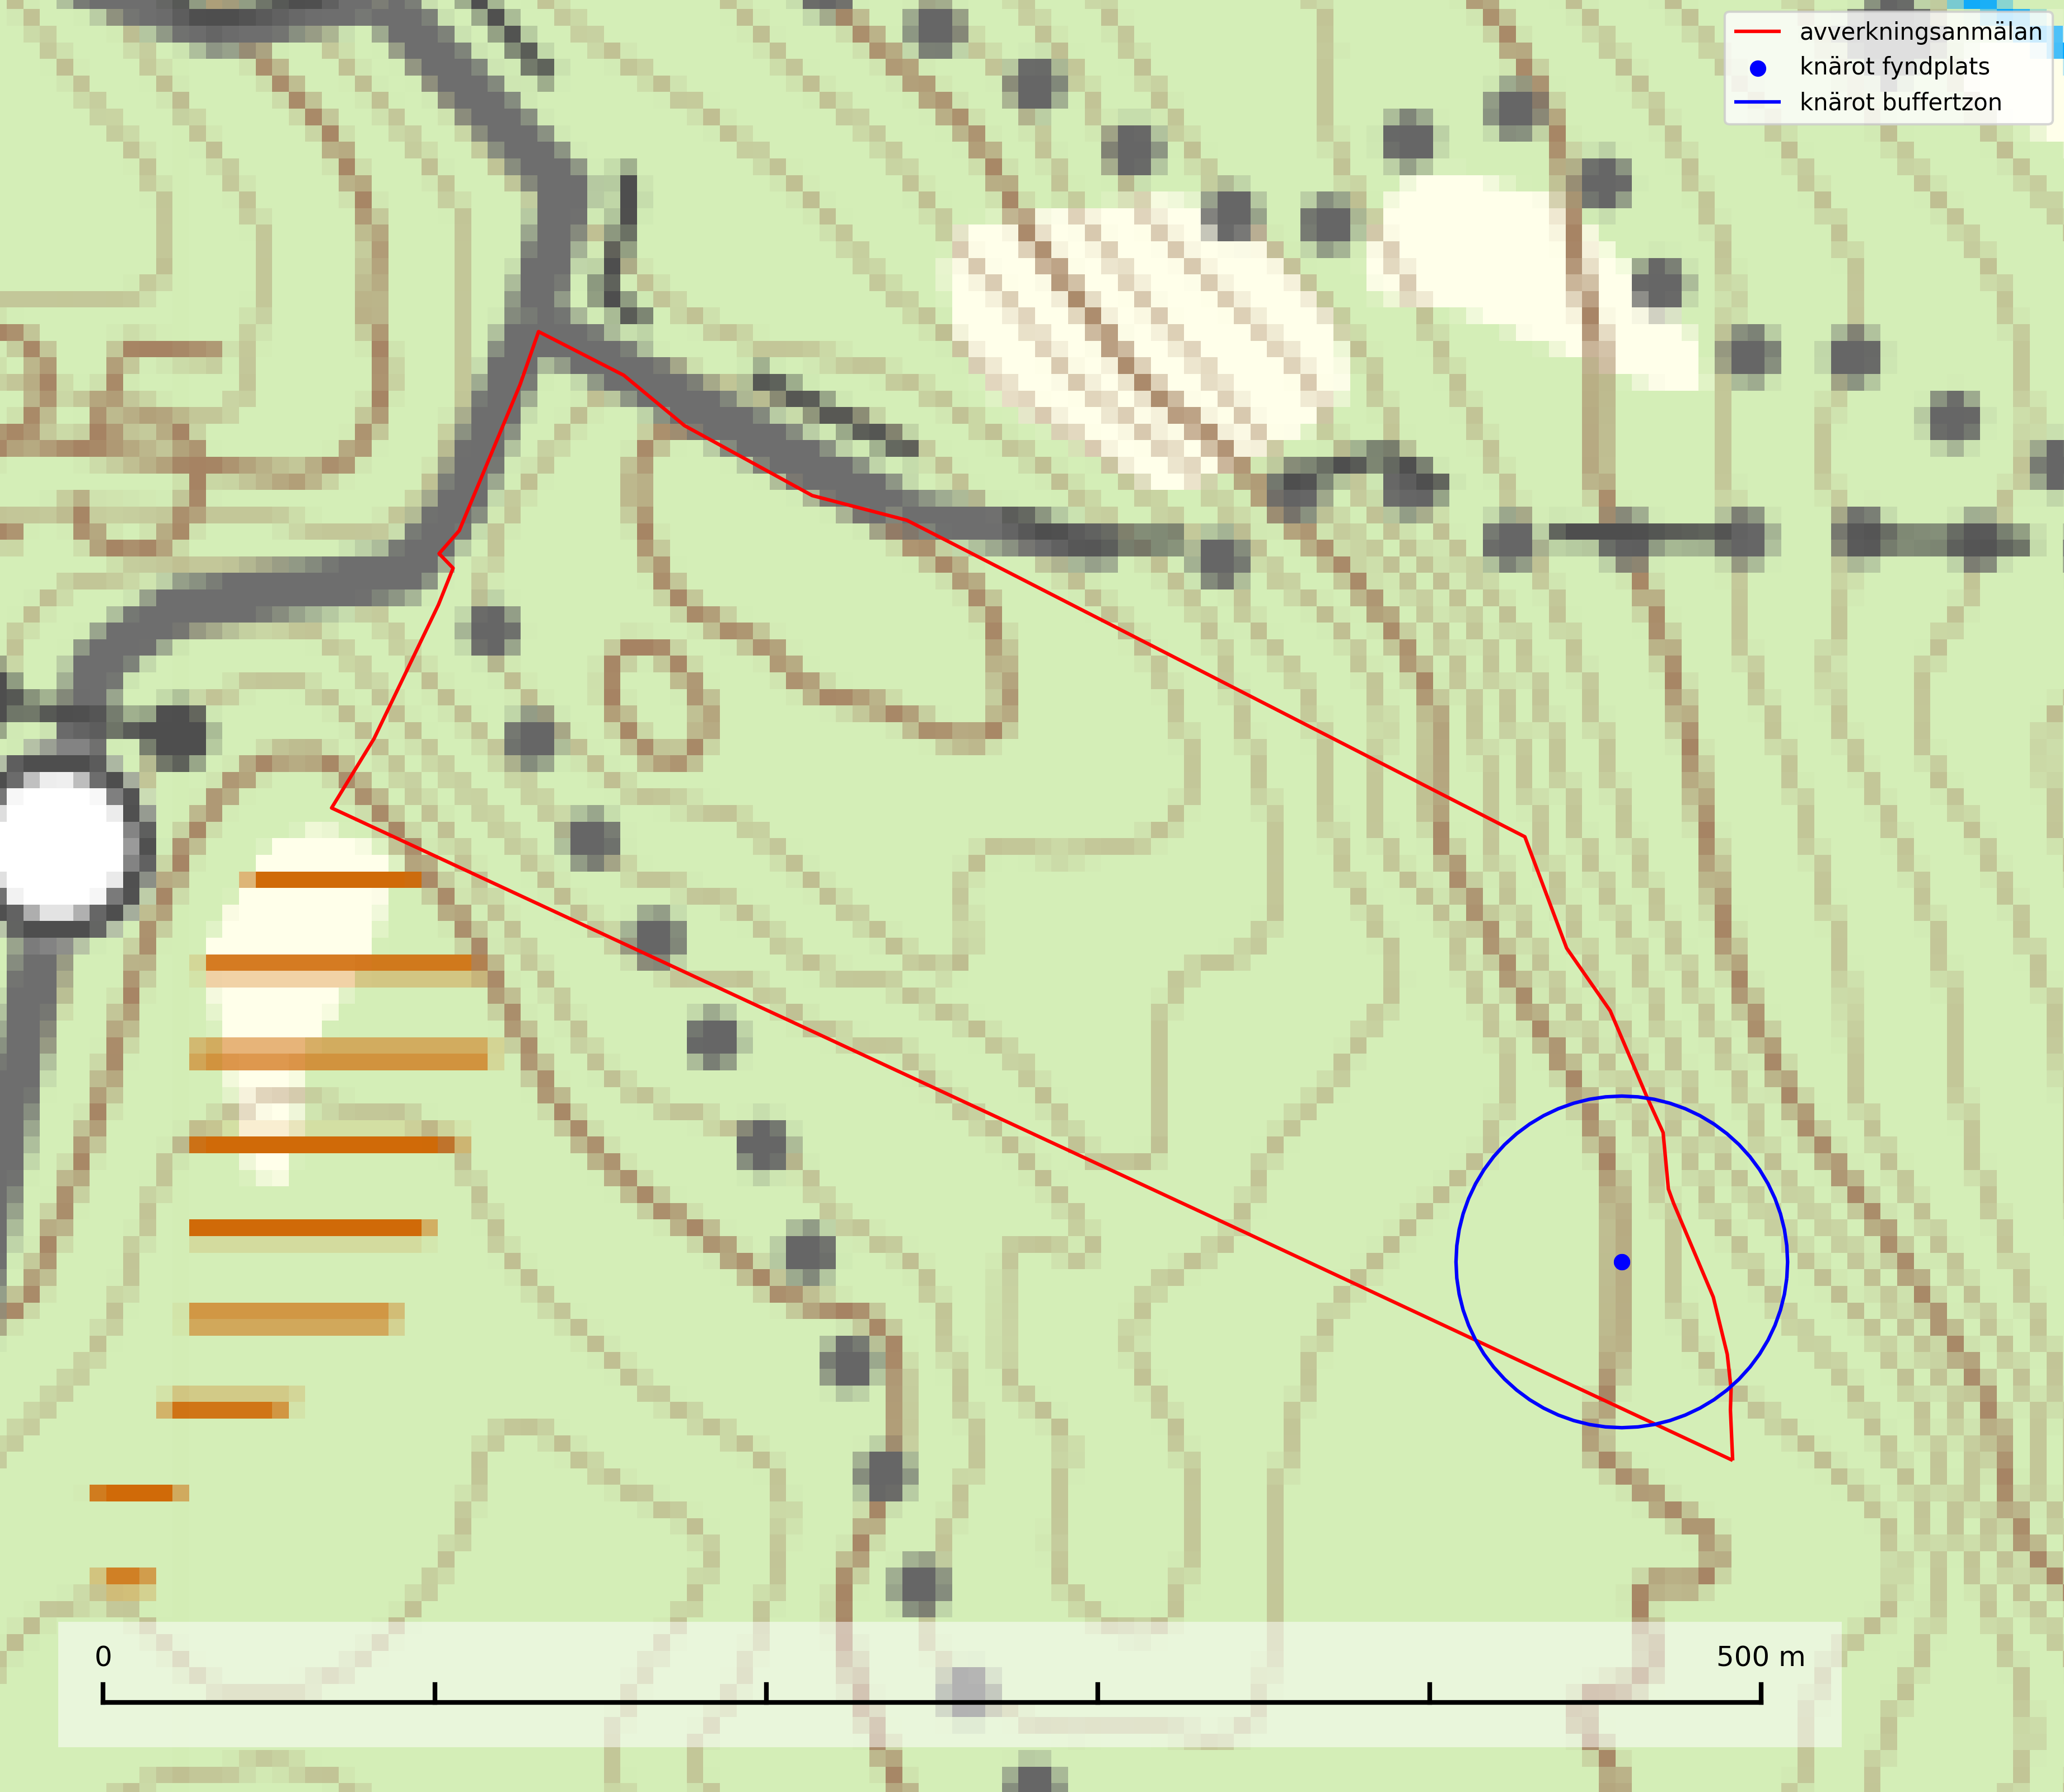 avverkningsanmälan
knärot fyndplats
knärot buffertzon
0
500 m